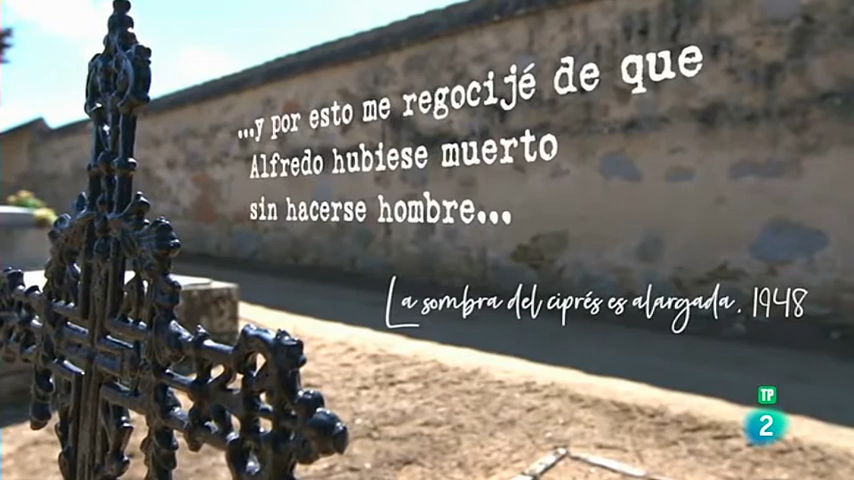 ...y por esto me regocijé de que
Alfredo hubiese muerto
sin hacerse hombre...
La sombra del ciprés es alargada. 1948
TP
2